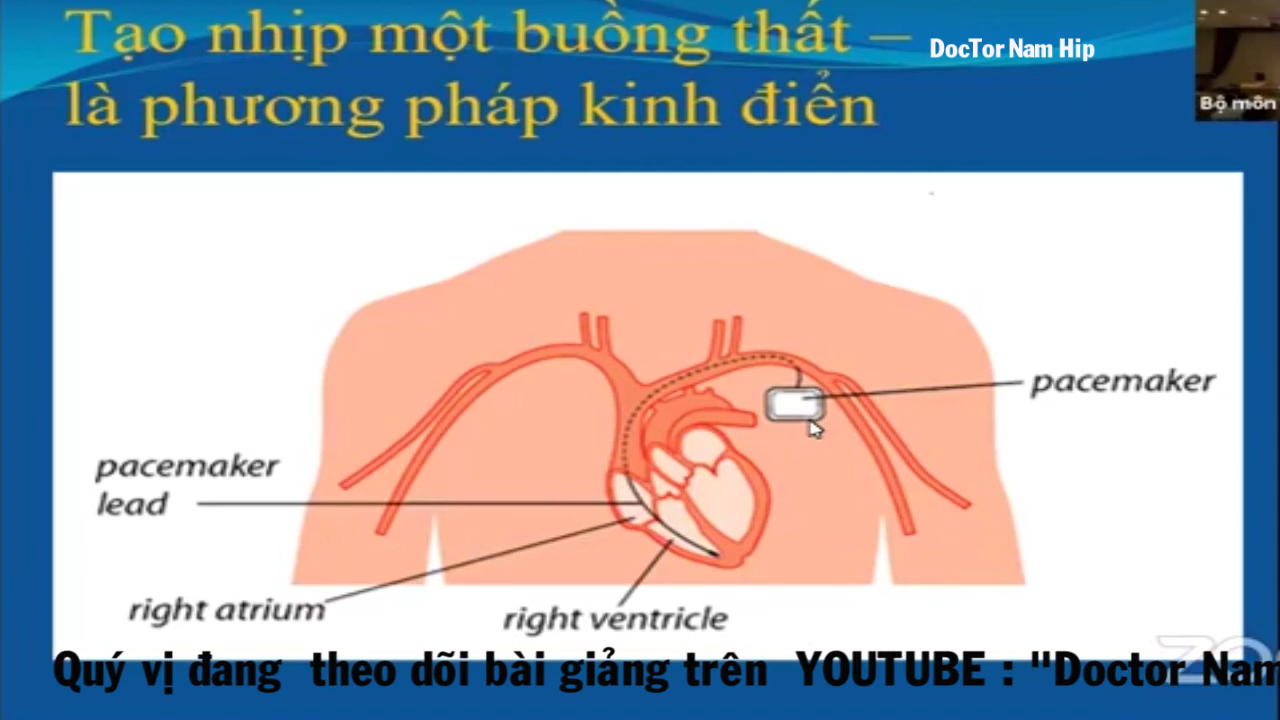 Tạo nhịp một buồng thất –
là phương pháp kinh điển
DocTor Nam Hip
Bộ môn
pacemaker
pacemaker
lead
right atrium
right ventricle
Quý vị đang theo dõi bài giảng trên YOUTUBE : "Doctor Nam